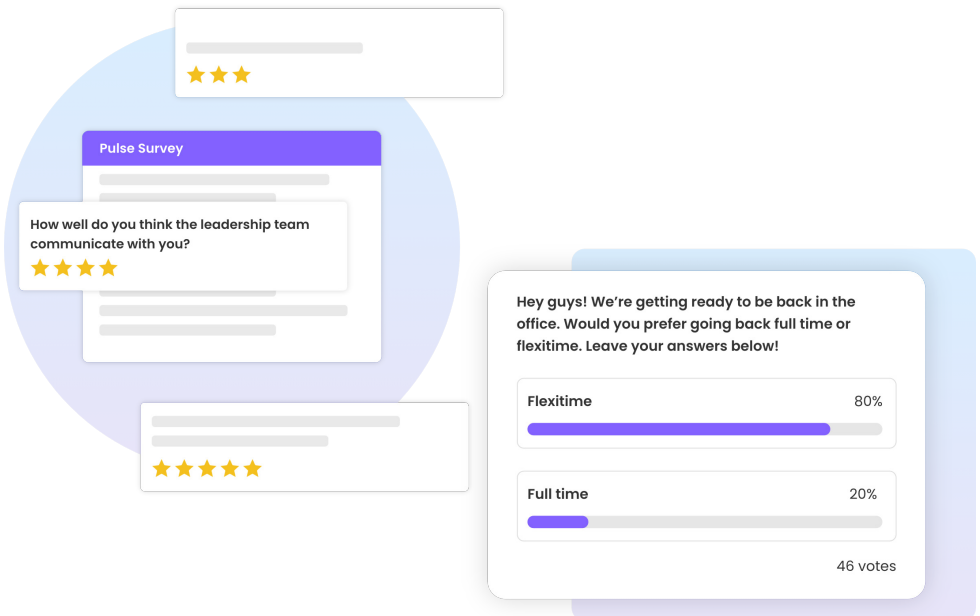 Pulse Survey
How well do you think the leadership team
communicate with you?
Hey guys! We’re getting ready to be back in the
office. Would you prefer going back full time or
flexitime. Leave your answers below!
Flexitime 80%
Full time 20%
46 votes